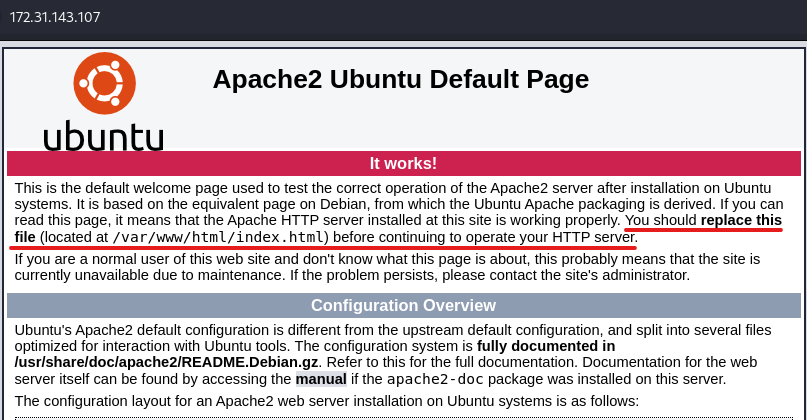 172.31.143.107
Apache2 Ubuntu Default Page
ubuntu
It works!
This is the default welcome page used to test the correct operation of the Apache2 server after installation on Ubuntu
systems. It is based on the equivalent page on Debian, from which the Ubuntu Apache packaging is derived. If you can
read this page, it means that the Apache HTTP server installed at this site is working properly. You should replace this
file (located at /var/www/html/index.html) before continuing to operate your HTTP server.
If you are a normal user of this web site and don't know what this page is about, this probably means that the site is
currently unavailable due to maintenance. If the problem persists, please contact the site's administrator.
Configuration Overview
Ubuntu's Apache2 default configuration is different from the upstream default configuration, and split into several files
optimized for interaction with Ubuntu tools. The configuration system is fully documented in
/usr/share/doc/apache2/README.Debian.gz. Refer to this for the full documentation. Documentation for the web
server itself can be found by accessing the manual if the apache2-doc package was installed on this server.
The configuration layout for an Apache2 web server installation on Ubuntu systems is as follows: